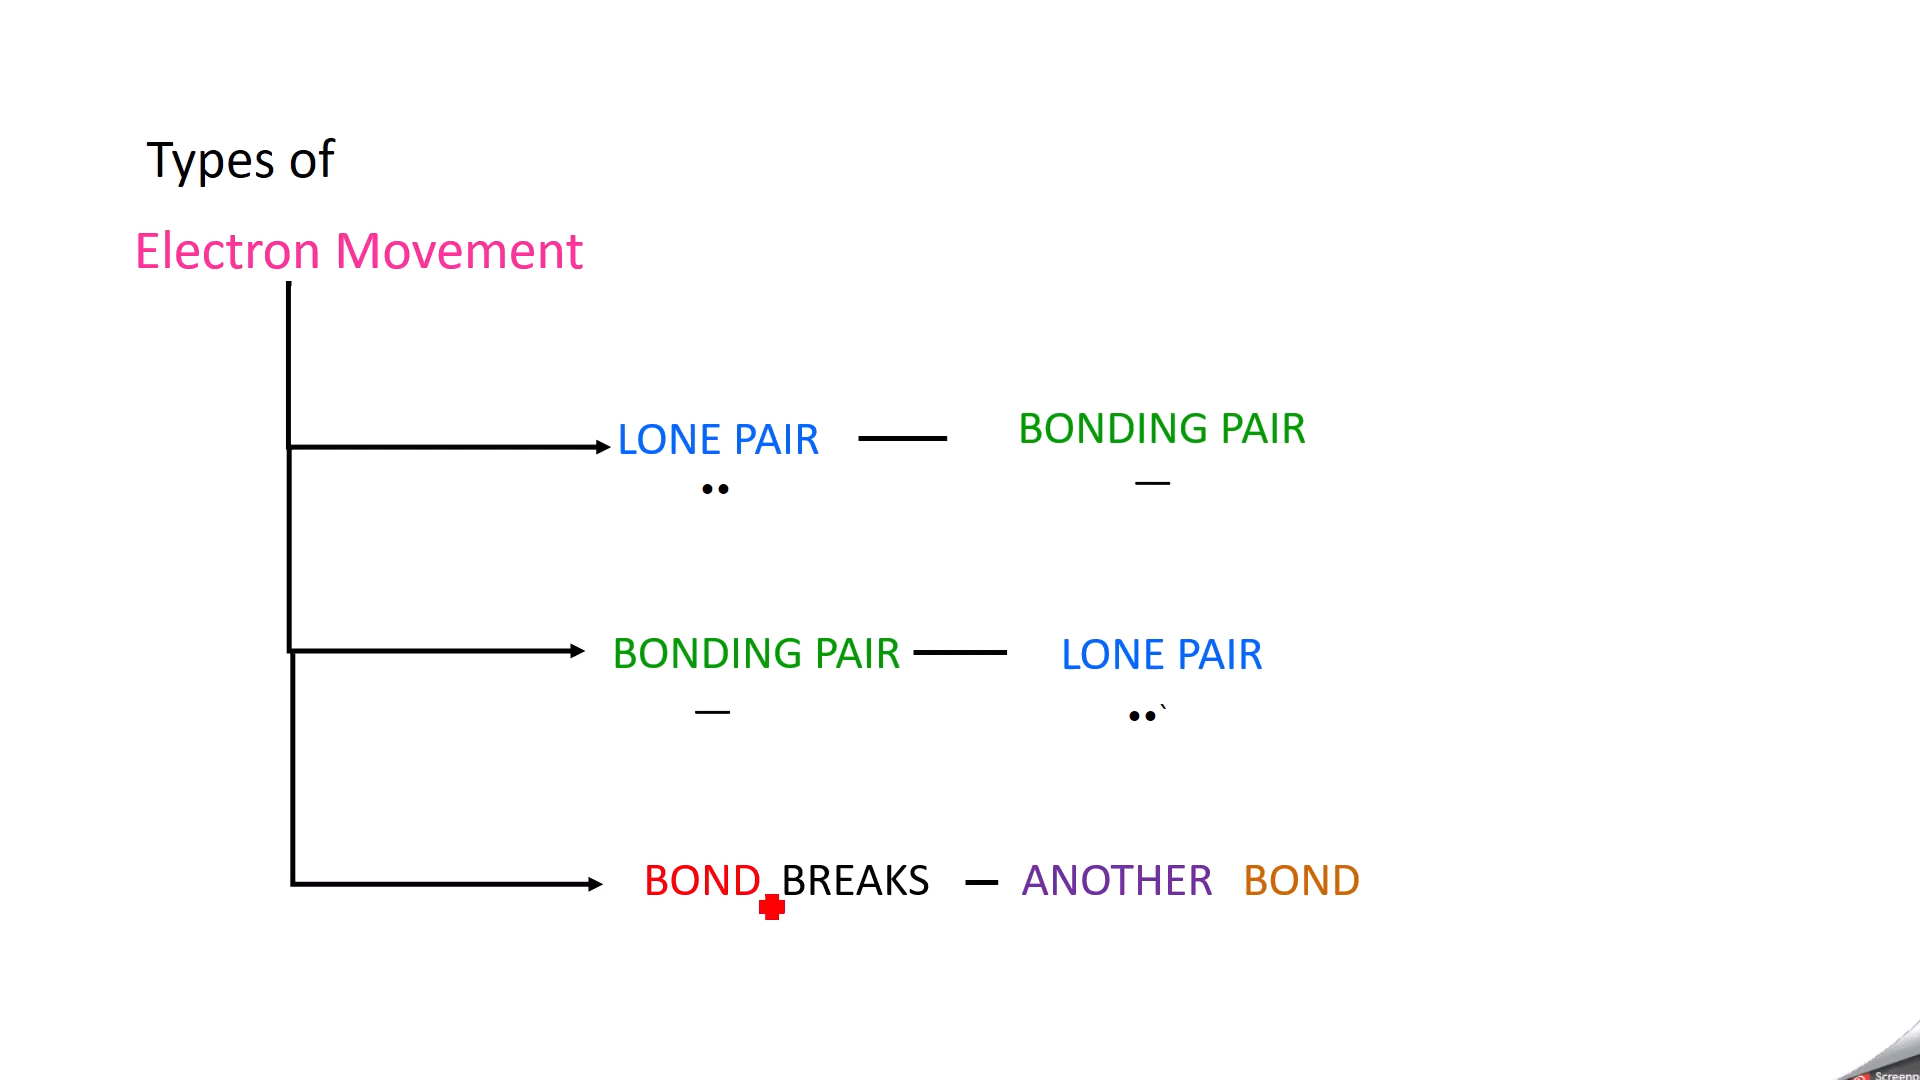 Types of
Electron Movement
LONE PAIR — BONDING PAIR
•• —
BONDING PAIR — LONE PAIR
— ••`
BOND BREAKS – ANOTHER BOND